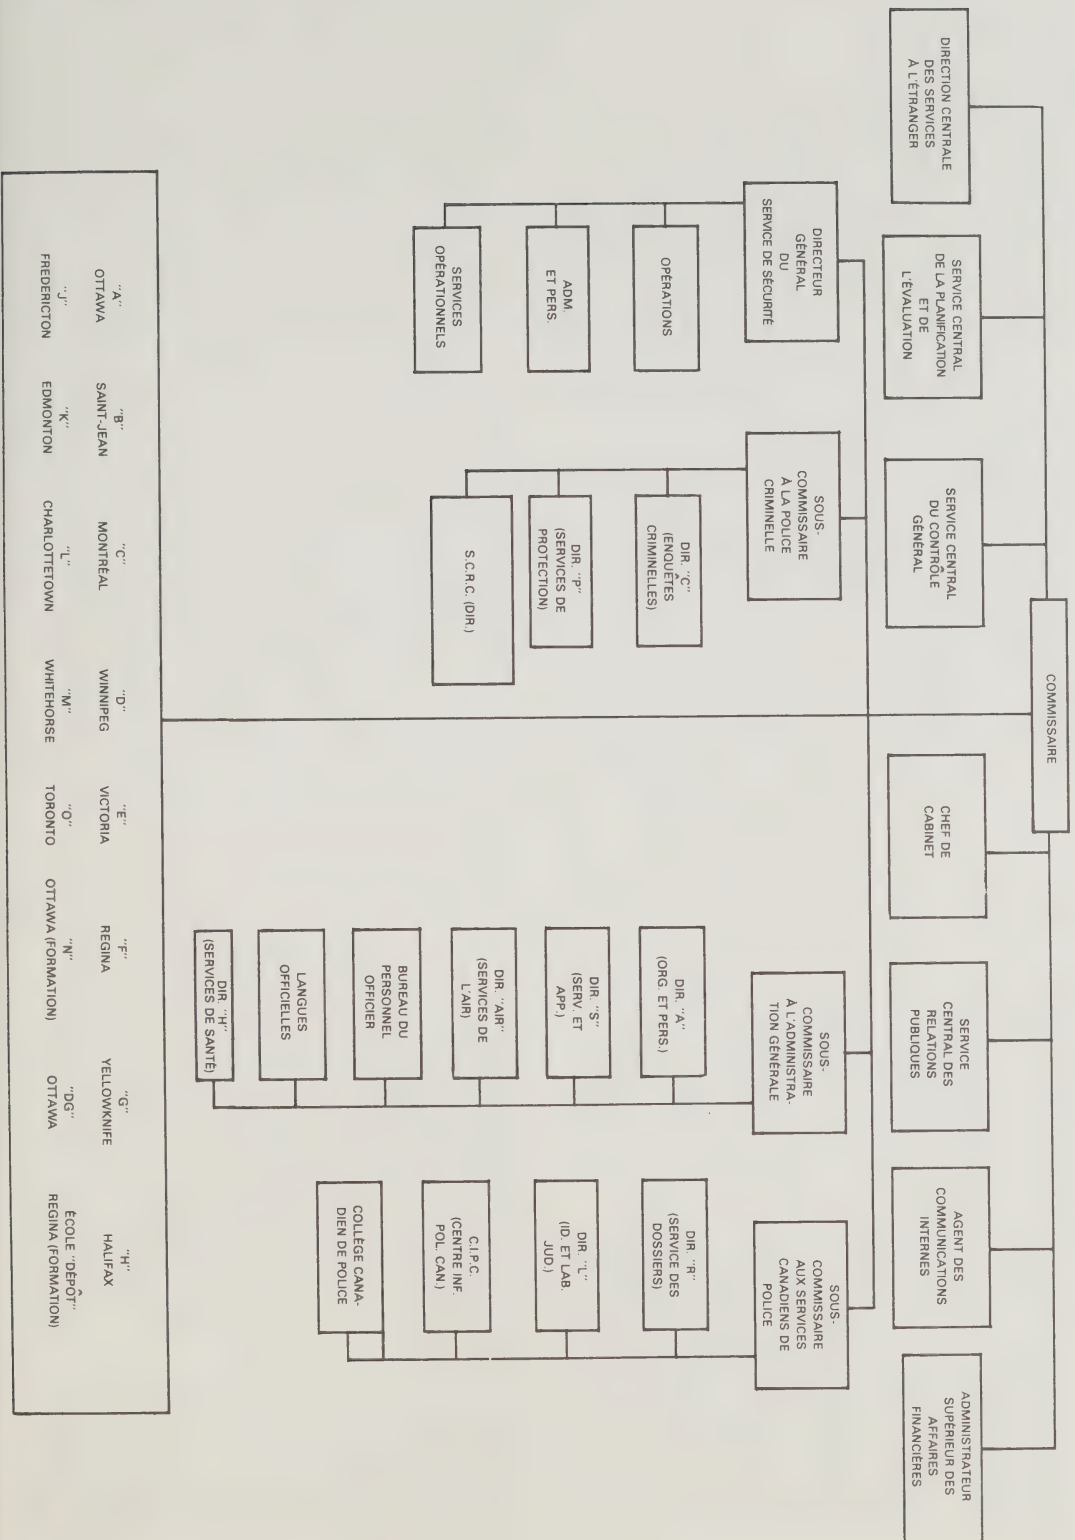 COMMISSAIRE
DIRECTION CENTRALE
DES SERVICES
À L'ÉTRANGER
SERVICE CENTRAL
DE LA PLANIFICATION
ET DE
L'ÉVALUATION
SERVICE CENTRAL
DU CONTRÔLE
GÉNÉRAL
CHEF DE
CABINET
SERVICE
CENTRAL DES
RELATIONS
PUBLIQUES
AGENT DES
COMMUNICATIONS
INTERNES
ADMINISTRATEUR
SUPÉRIEUR DES
AFFAIRES
FINANCIÈRES
DIRECTEUR
GÉNÉRAL
DU
SERVICE DE SÉCURITÉ
OPÉRATIONS
ADM.
ET PERS.
SERVICES
OPÉRATIONNELS
SOUS-
COMMISSAIRE
À LA POLICE
CRIMINELLE
DIR. "C"
(ENQUÊTES
CRIMINELLES)
DIR. "P"
(SERVICES DE
PROTECTION)
S.C.R.C. (DIR.)
SOUS-
COMMISSAIRE
À L'ADMINISTRA-
TION GÉNÉRALE
DIR. "A"
(ORG. ET PERS.)
DIR. "S"
(SERV. ET
APP.)
DIR. "AIR"
(SERVICES DE
L'AIR)
BUREAU DU
PERSONNEL
OFFICIER
LANGUES
OFFICIELLES
DIR. "H"
(SERVICES DE SANTÉ)
SOUS-
COMMISSAIRE
AUX SERVICES
CANADIENS DE
POLICE
DIR. "R"
(SERVICE DES
DOSSIERS)
DIR. "L"
(ID. ET LAB.
JUD.)
C.I.P.C.
(CENTRE INF.
POL. CAN.)
COLLÈGE CANA-
DIEN DE POLICE
"A" "B" "C" "D" "E" "F" "G" "H"
OTTAWA SAINT-JEAN MONTRÉAL WINNIPEG VICTORIA REGINA YELLOWKNIFE HALIFAX
"J" "K" "L" "M" "O" "N" "DG" ÉCOLE "DÉPÔT"
FREDERICTON EDMONTON CHARLOTTETOWN WHITEHORSE TORONTO OTTAWA (FORMATION) OTTAWA REGINA (FORMATION)